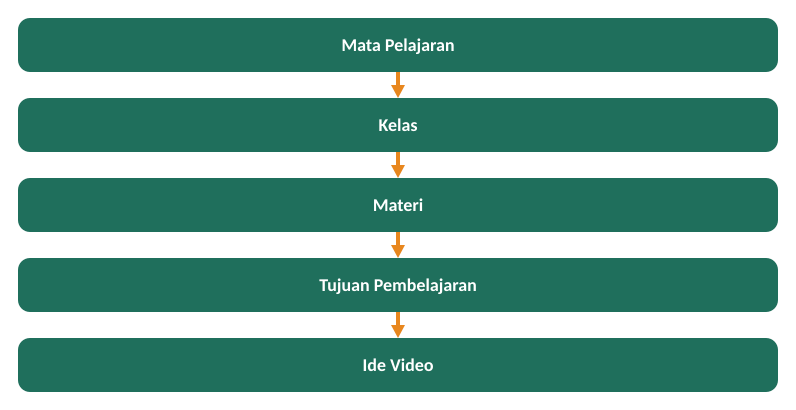 Mata Pelajaran
Kelas
Materi
Tujuan Pembelajaran
Ide Video